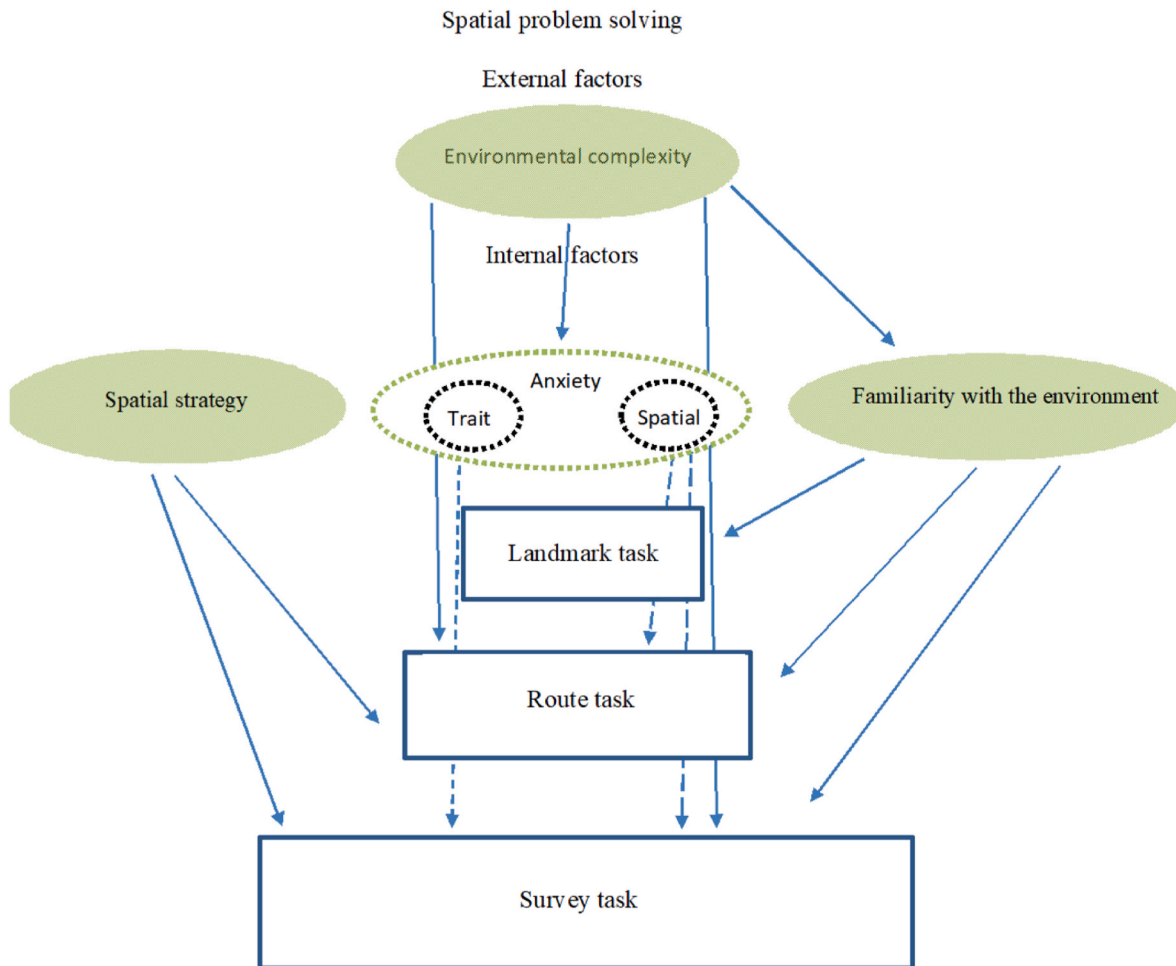 Spatial problem solving
External factors
Environmental complexity
Internal factors
Anxiety
Spatial strategy
Trait
Spatial
Familiarity with the environment
Landmark task
Route task
Survey task